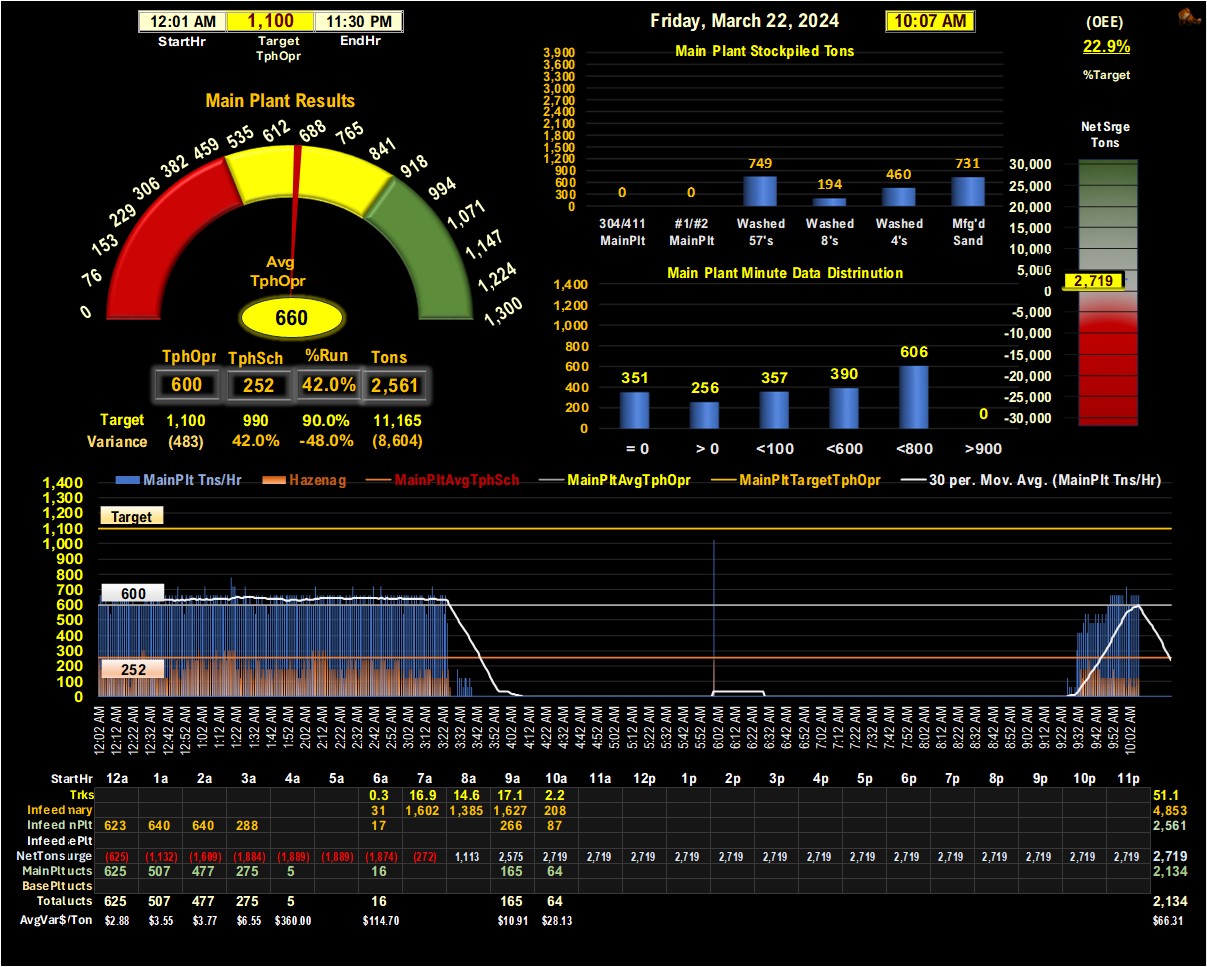 12:01 AM 1,100 11:30 PM
StartHr Target TphOpr EndHr
Friday, March 22, 2024 10:07 AM
(OEE)
22.9%
%Target
Main Plant Results
0 76 153 229 306 382 459 535 612 688 765 841 918 994 1,071 1,147 1,224 1,300
Avg
TphOpr
660
TphOpr TphSch %Run Tons
600 252 42.0% 2,561
Target 1,100 990 90.0% 11,165
Variance (483) 42.0% -48.0% (8,604)
Main Plant Stockpiled Tons
3,900
3,600
3,300
3,000
2,700
2,400
2,100
1,800
1,500
1,200
900
600
300
0
0 0 749 194 460 731
304/411 #1/#2 Washed Washed Washed Mfg'd
MainPlt MainPlt 57's 8's 4's Sand
Main Plant Minute Data Distrinution
1,400
1,200
1,000
800
600
400
200
0
351 256 357 390 606 0
= 0 > 0 <100 <600 <800 >900
Net Srge
Tons
30,000
25,000
20,000
15,000
10,000
5,000
2,719
0
-5,000
-10,000
-15,000
-20,000
-25,000
-30,000
MainPlt Tns/Hr Hazenag MainPltAvgTphSch MainPltAvgTphOpr MainPltTargetTphOpr 30 per. Mov. Avg. (MainPlt Tns/Hr)
1,400
1,300
1,200
1,100
1,000
900
800
700
600
500
400
300
200
100
0
Target
600
252
12:02 AM 12:12 AM 12:22 AM 12:32 AM 12:42 AM 12:52 AM 1:02 AM 1:12 AM 1:22 AM 1:32 AM 1:42 AM 1:52 AM 2:02 AM 2:12 AM 2:22 AM 2:32 AM 2:42 AM 2:52 AM 3:02 AM 3:12 AM 3:22 AM 3:32 AM 3:42 AM 3:52 AM 4:02 AM 4:12 AM 4:22 AM 4:32 AM 4:42 AM 4:52 AM 5:02 AM 5:12 AM 5:22 AM 5:32 AM 5:42 AM 5:52 AM 6:02 AM 6:12 AM 6:22 AM 6:32 AM 6:42 AM 6:52 AM 7:02 AM 7:12 AM 7:22 AM 7:32 AM 7:42 AM 7:52 AM 8:02 AM 8:12 AM 8:22 AM 8:32 AM 8:42 AM 8:52 AM 9:02 AM 9:12 AM 9:22 AM 9:32 AM 9:42 AM 9:52 AM 10:02 AM
StartHr 12a 1a 2a 3a 4a 5a 6a 7a 8a 9a 10a 11a 12p 1p 2p 3p 4p 5p 6p 7p 8p 9p 10p 11p
Trks 0.3 16.9 14.6 17.1 2.2 51.1
Infeed nary 31 1,602 1,385 1,627 208 4,853
Infeed nPlt 623 640 640 288 17 266 87 2,561
Infeed ePlt
NetTons urge (625) (1,132) (1,609) (1,884) (1,889) (1,889) (1,874) (272) 1,113 2,575 2,719 2,719 2,719 2,719 2,719 2,719 2,719 2,719 2,719 2,719 2,719 2,719 2,719 2,719 2,719
MainPlt ucts 625 507 477 275 5 16 165 64 2,134
BasePlt ucts
Total ucts 625 507 477 275 5 16 165 64 2,134
AvgVar$/Ton $2.88 $3.55 $3.77 $6.55 $360.00 $114.70 $10.91 $28.13 $66.31